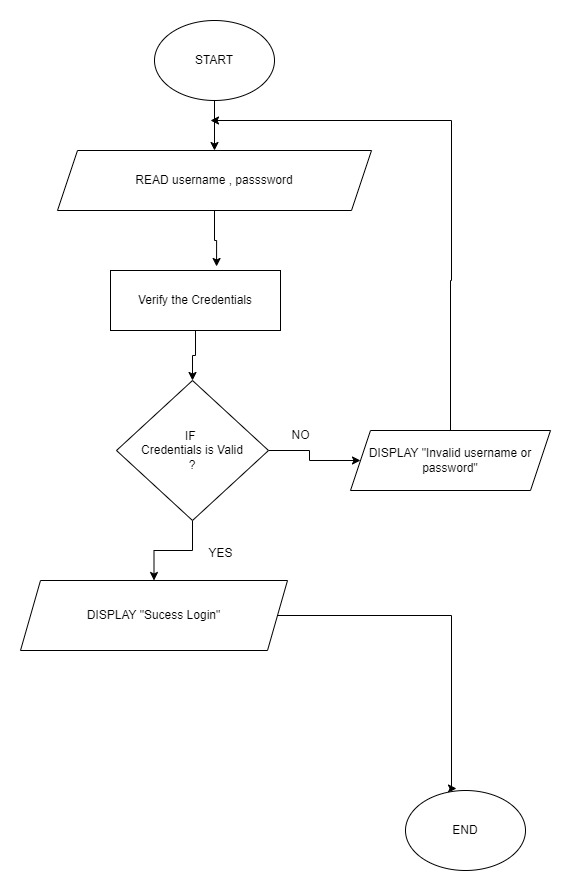 START
READ username , passsword
Verify the Credentials
IF
Credentials is Valid
?
NO
DISPLAY "Invalid username or
password"
YES
DISPLAY "Sucess Login"
END